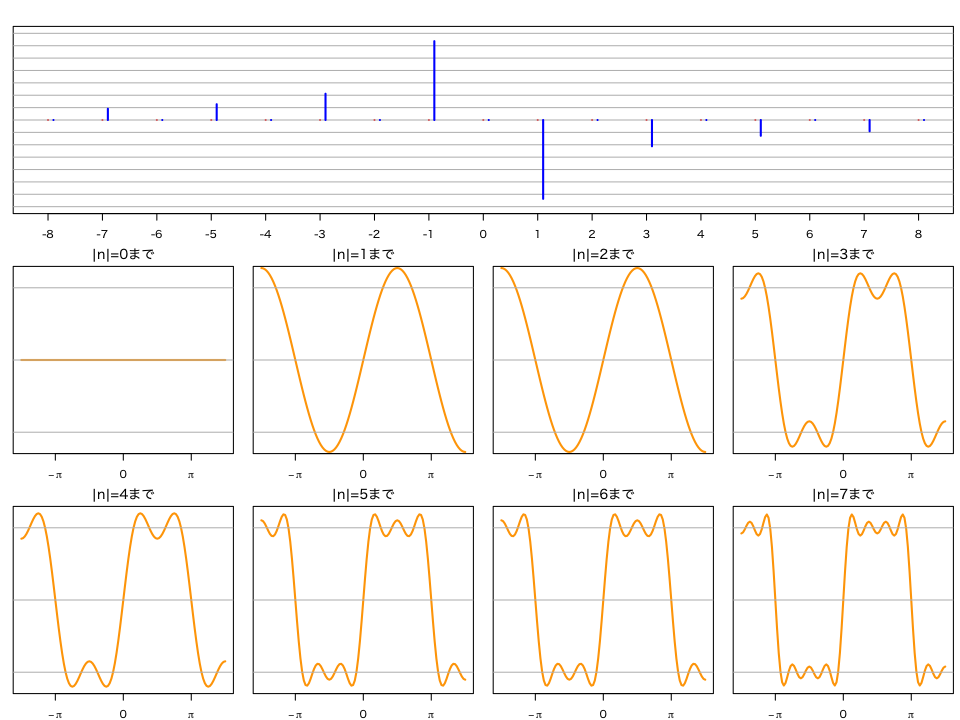 -8 -7 -6 -5 -4 -3 -2 -1 0 1 2 3 4 5 6 7 8
|n|=0まで |n|=1まで |n|=2まで |n|=3まで
-π 0 π -π 0 π -π 0 π -π 0 π
|n|=4まで |n|=5まで |n|=6まで |n|=7まで
-π 0 π -π 0 π -π 0 π -π 0 π